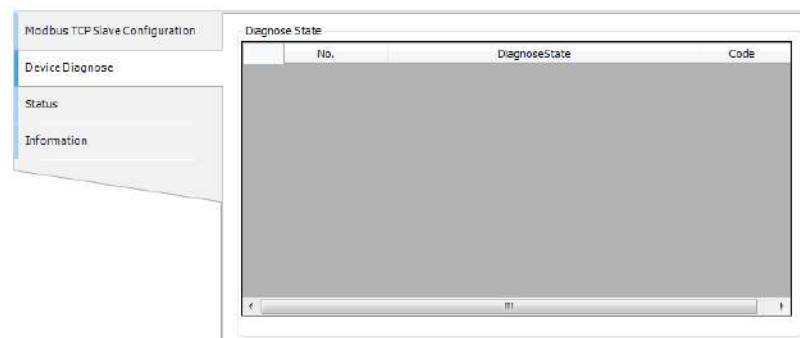 Modbus TCP Slave Configuration
Device Diagnose
Status
Information
Diagnose State
No. DiagnoseState Code